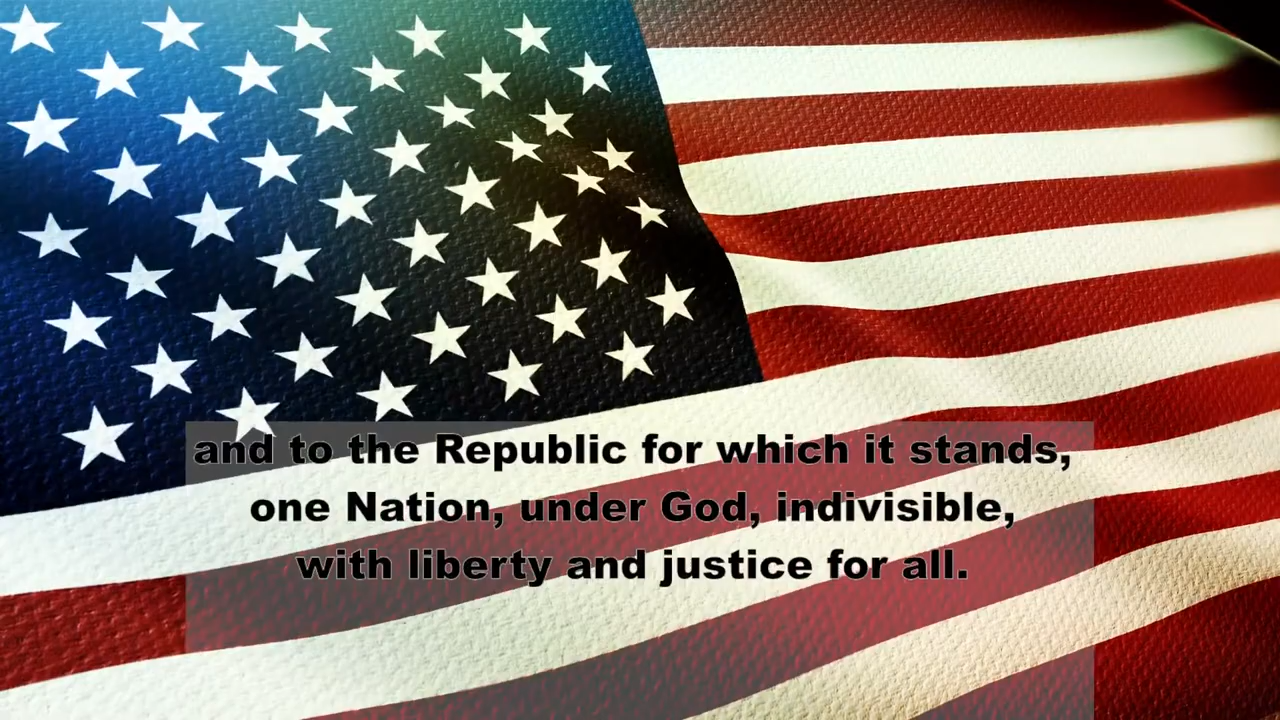 and to the Republic for which it stands,
one Nation, under God, indivisible,
with liberty and justice for all.